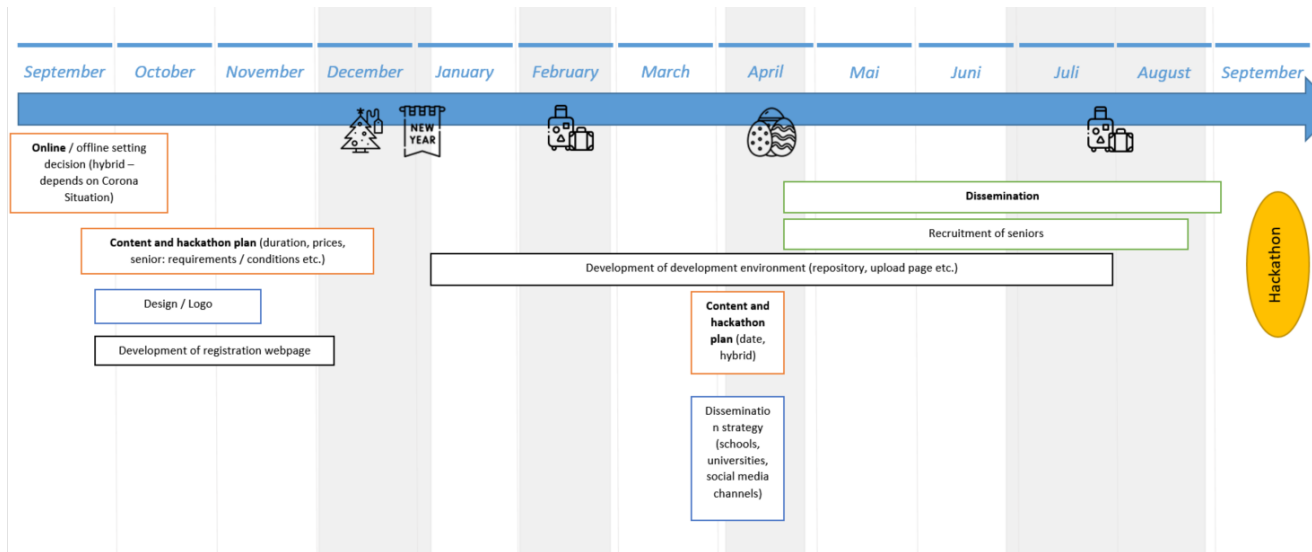 September
October
November
December
January
February
March
April
Mai
Juni
Juli
August
September
NEW
YEAR
Online / offline setting
decision (hybrid –
depends on Corona
Situation)
Dissemination
Content and hackathon plan (duration, prices,
senior: requirements / conditions etc.)
Recruitment of seniors
Development of development environment (repository, upload page etc.)
Design / Logo
Content and
hackathon
plan (date,
hybrid)
Hackathon
Development of registration webpage
Disseminatio
n strategy
(schools,
universities,
social media
channels)